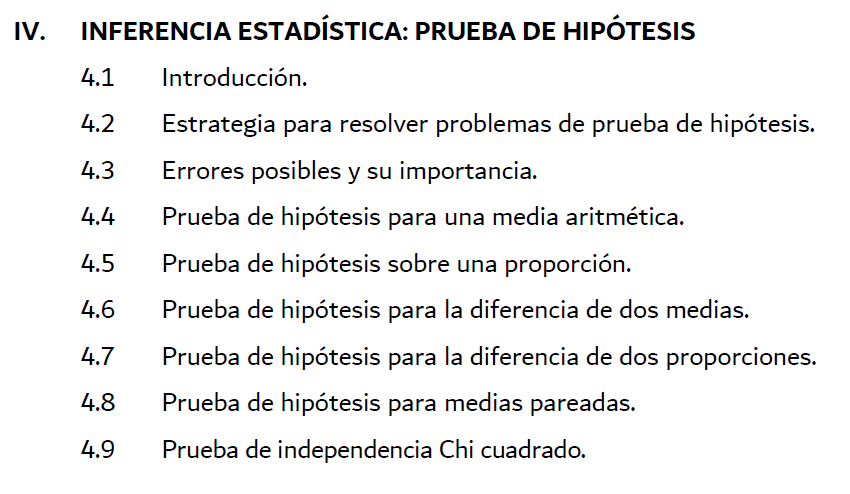 IV. INFERENCIA ESTADÍSTICA: PRUEBA DE HIPÓTESIS
4.1 Introducción.
4.2 Estrategia para resolver problemas de prueba de hipótesis.
4.3 Errores posibles y su importancia.
4.4 Prueba de hipótesis para una media aritmética.
4.5 Prueba de hipótesis sobre una proporción.
4.6 Prueba de hipótesis para la diferencia de dos medias.
4.7 Prueba de hipótesis para la diferencia de dos proporciones.
4.8 Prueba de hipótesis para medias pareadas.
4.9 Prueba de independencia Chi cuadrado.